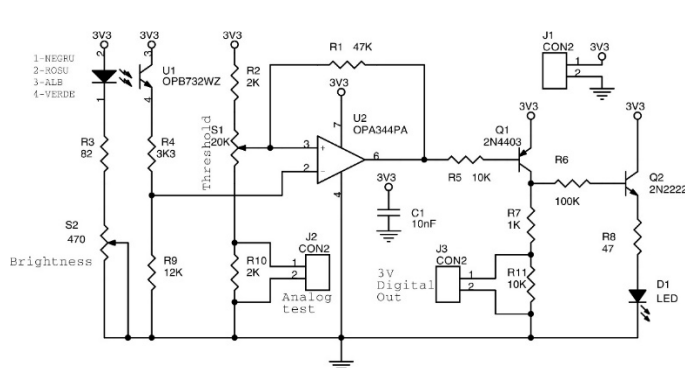 J1
CON2
3V3
1
2
3V3
3V3
3V3
R1 47K
1-NEGRU
2-ROSU
3-ALB
4-VERDE
2
3
U1
OPB732WZ
R2
2K
3V3
U2
OPA344PA
7
3V3
3V3
1
4
Q1
2N4403
R3
82
R4
3K3
Threshold
S1
20K
3
+
2
-
6
4
R5 10K
R6
100K
Q2
2N2222
3V3
C1
10nF
S2
470
Brightness
R9
12K
R10
2K
J2
CON2
1
2
Analog
test
3V
Digital
Out
J3
CON2
1
2
R7
1K
R11
10K
R8
47
D1
LED